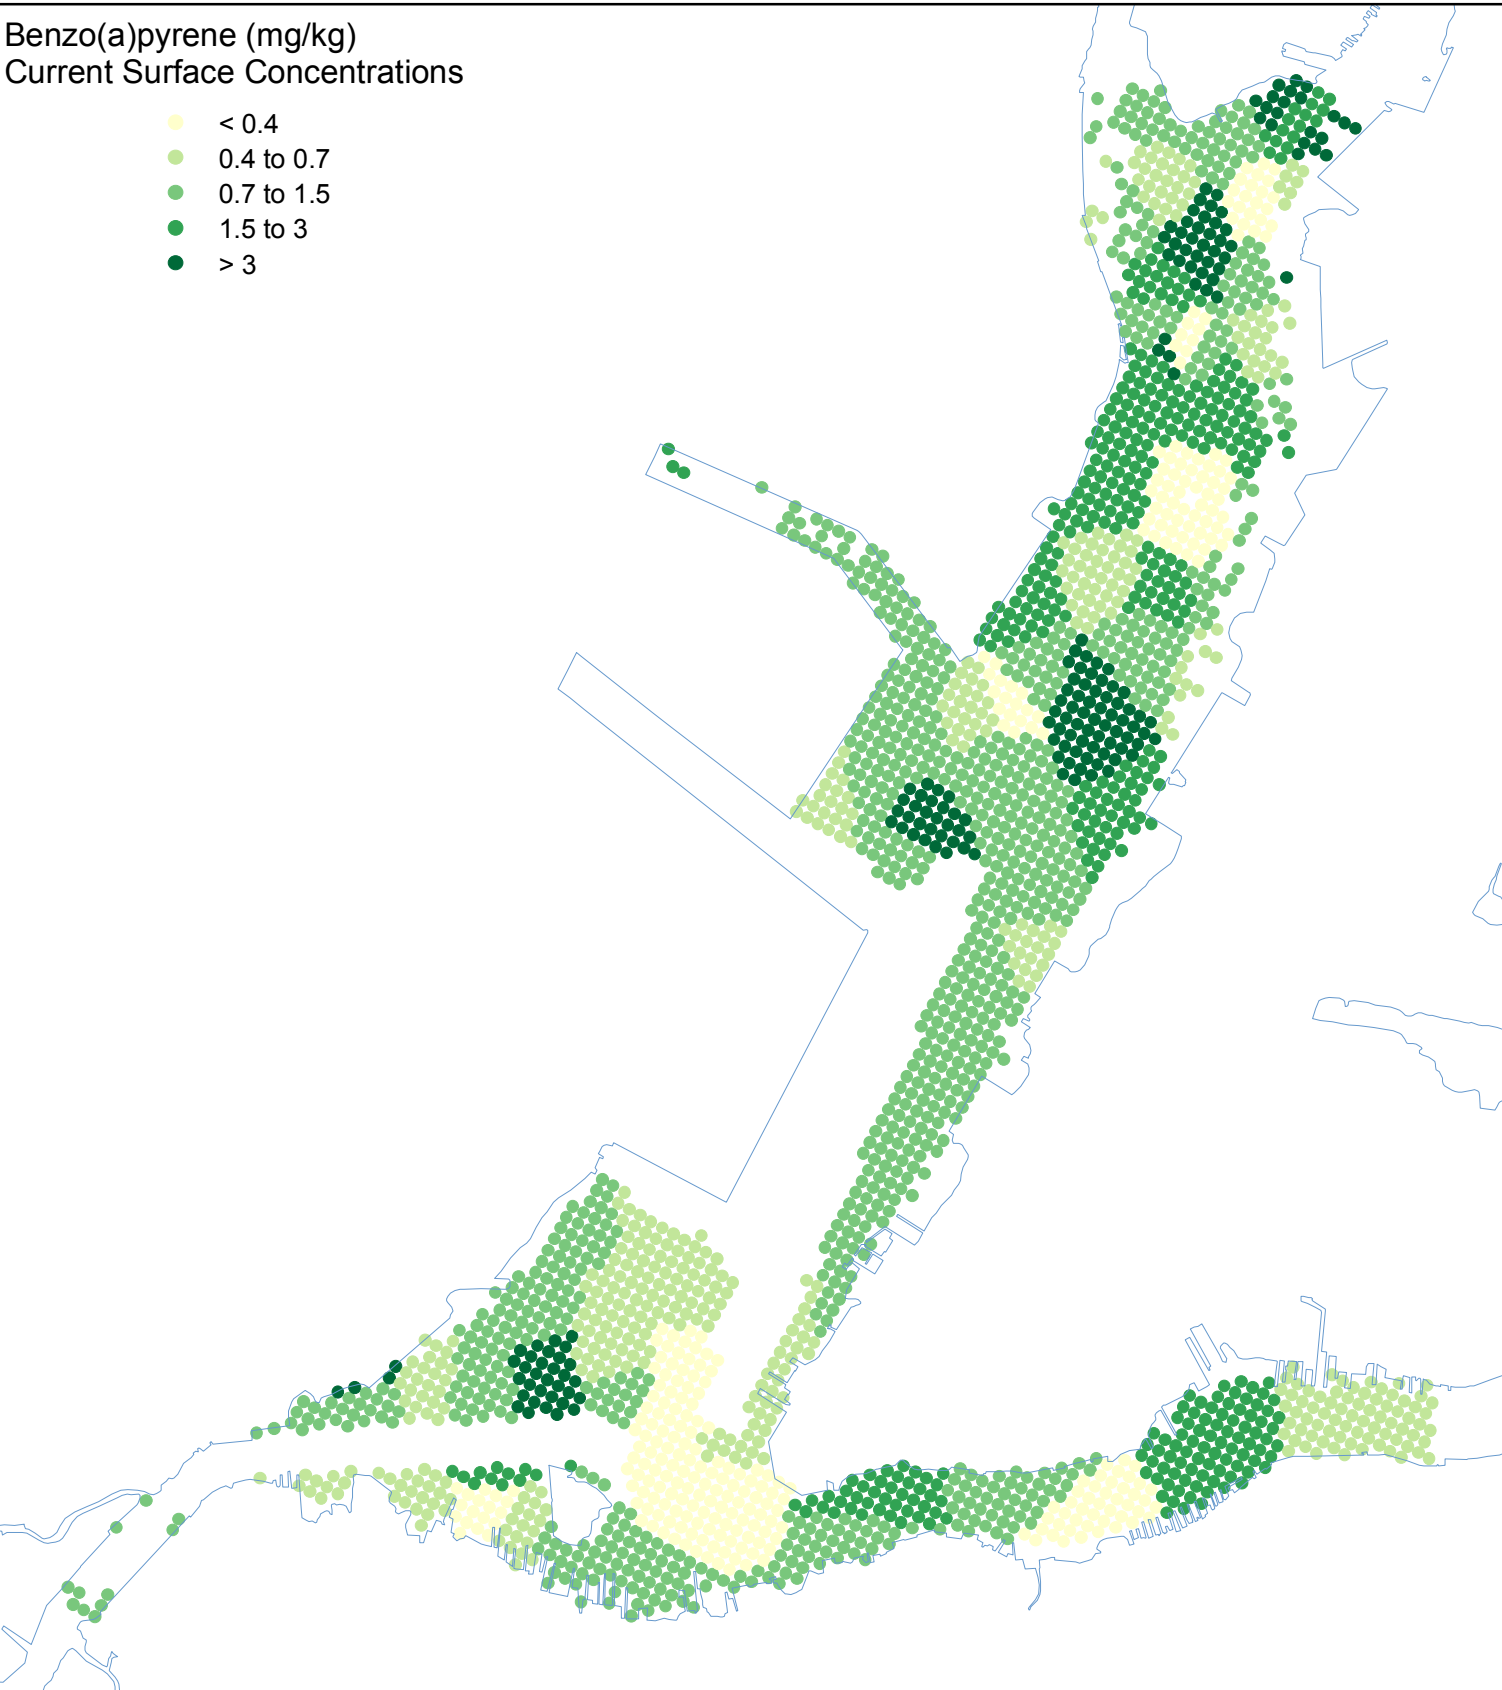 Benzo(a)pyrene (mg/kg)
Current Surface Concentrations
< 0.4
0.4 to 0.7
0.7 to 1.5
1.5 to 3
> 3